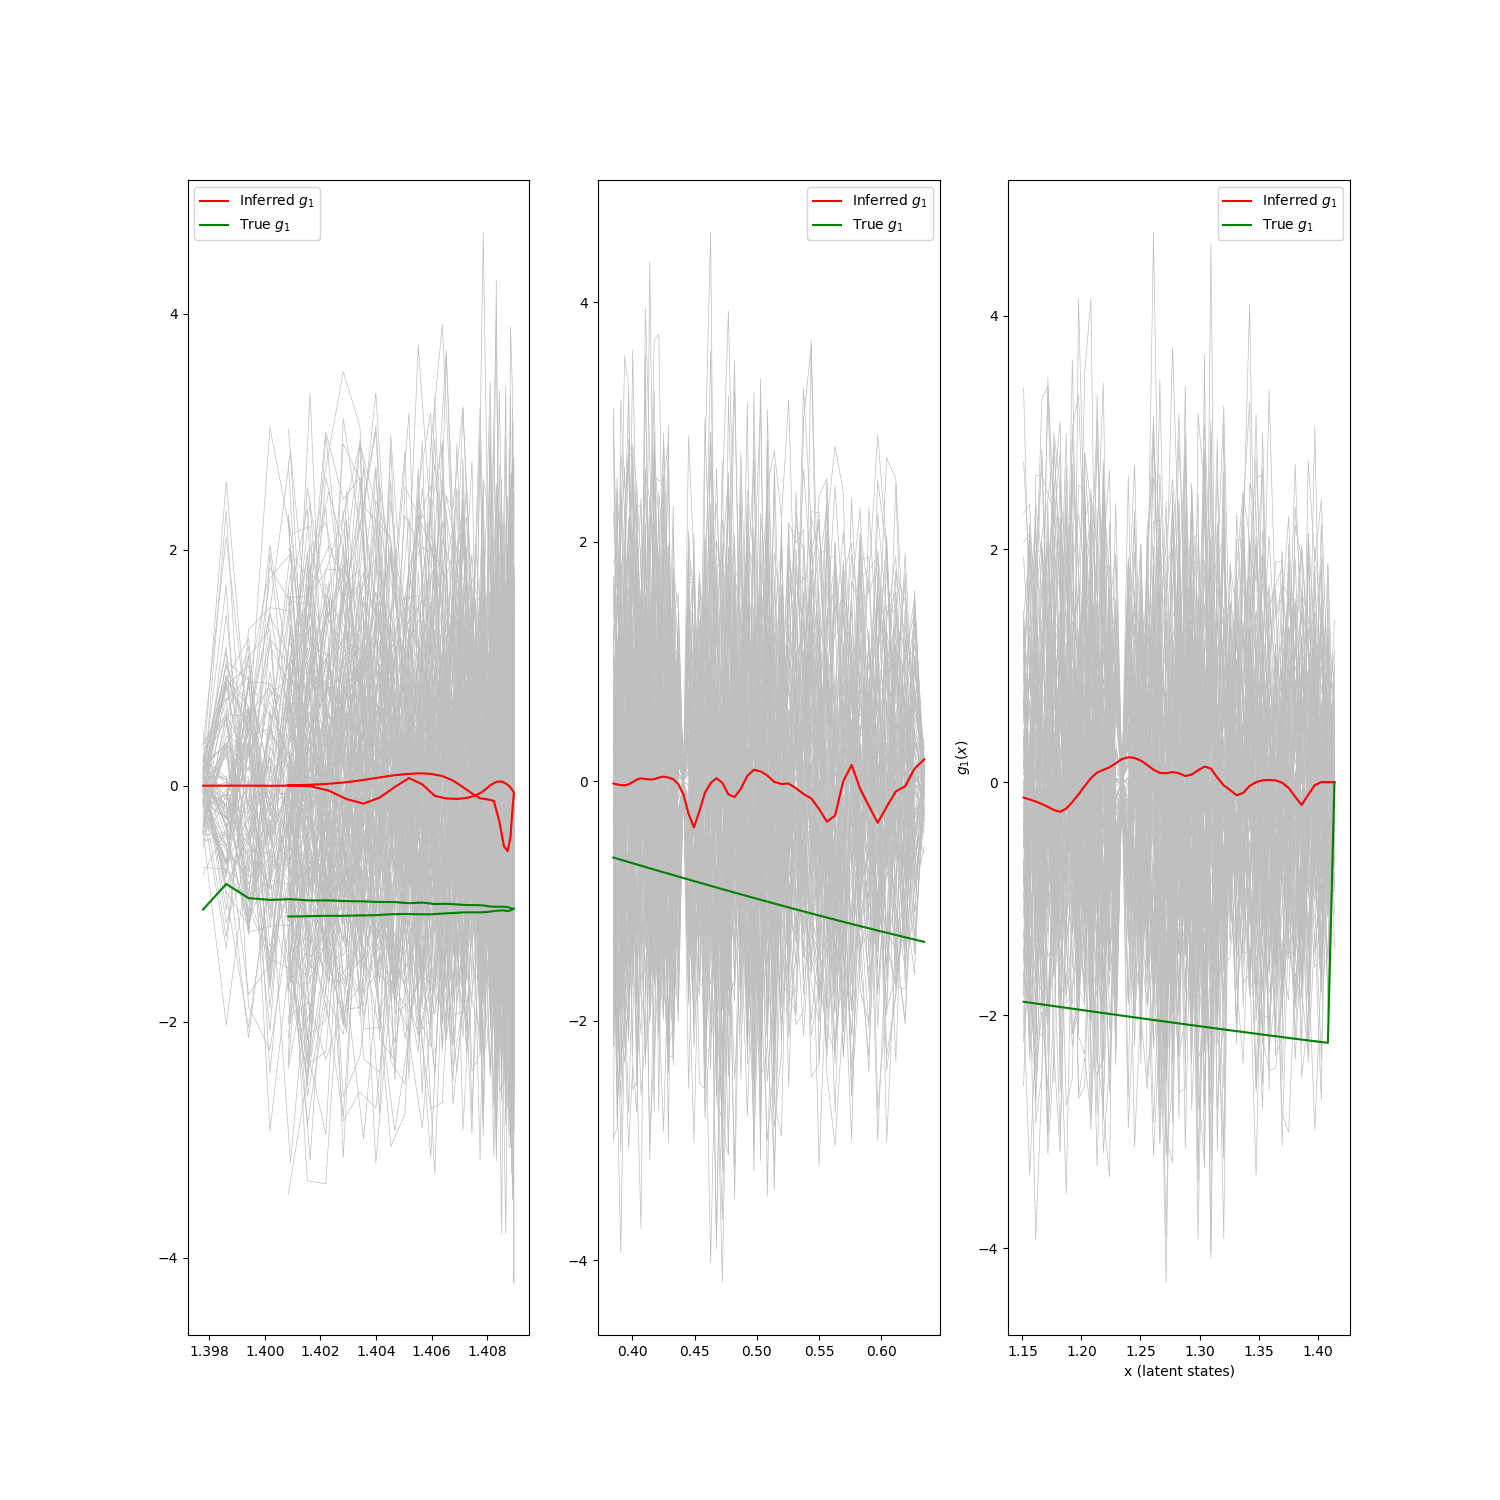 Inferred g₁
True g₁
4
2
0
−2
−4
1.398 1.400 1.402 1.404 1.406 1.408
Inferred g₁
True g₁
4
2
0
−2
−4
0.40 0.45 0.50 0.55 0.60
Inferred g₁
True g₁
g₁(x)
4
2
0
−2
−4
1.15 1.20 1.25 1.30 1.35 1.40
x (latent states)